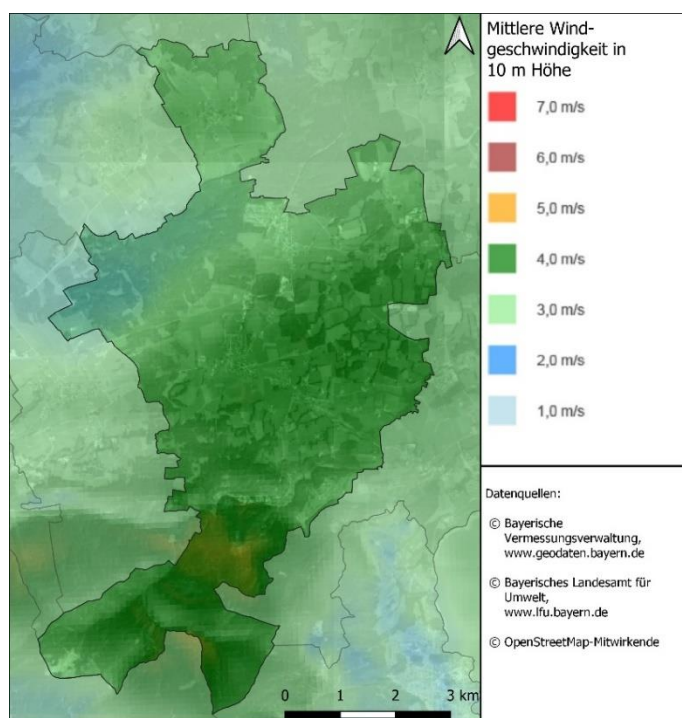 Mittlere Wind-
geschwindigkeit in
10 m Höhe
7,0 m/s
6,0 m/s
5,0 m/s
4,0 m/s
3,0 m/s
2,0 m/s
1,0 m/s
Datenquellen:
© Bayerische
Vermessungsverwaltung,
www.geodaten.bayern.de
© Bayerisches Landesamt für
Umwelt,
www.lfu.bayern.de
© OpenStreetMap-Mitwirkende
0 1 2 3 km